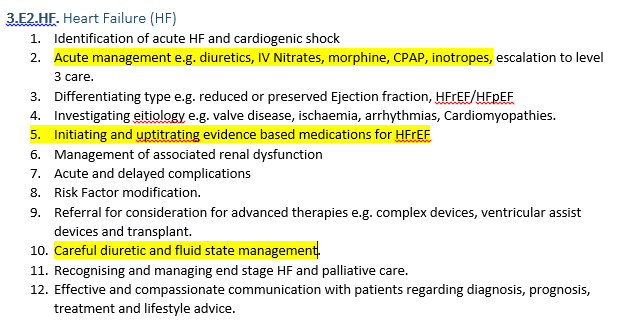 3.E2.HF. Heart Failure (HF)
1. Identification of acute HF and cardiogenic shock
2. Acute management e.g. diuretics, IV Nitrates, morphine, CPAP, inotropes, escalation to level
3 care.
3. Differentiating type e.g. reduced or preserved Ejection fraction, HFrEF/HFpEF
4. Investigating eitiology e.g. valve disease, ischaemia, arrhythmias, Cardiomyopathies.
5. Initiating and uptitrating evidence based medications for HFrEF
6. Management of associated renal dysfunction
7. Acute and delayed complications
8. Risk Factor modification.
9. Referral for consideration for advanced therapies e.g. complex devices, ventricular assist
devices and transplant.
10. Careful diuretic and fluid state management.
11. Recognising and managing end stage HF and palliative care.
12. Effective and compassionate communication with patients regarding diagnosis, prognosis,
treatment and lifestyle advice.